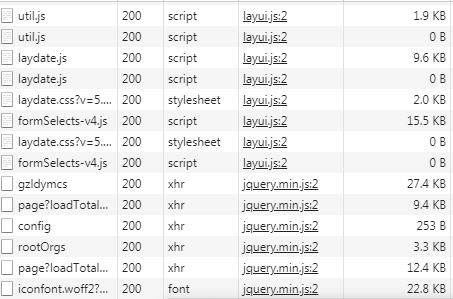 util.js 200 script layui.js:2 1.9 KB
util.js 200 script layui.js:2 0 B
laydate.js 200 script layui.js:2 9.6 KB
laydate.js 200 script layui.js:2 0 B
laydate.css?v=5.... 200 stylesheet layui.js:2 2.0 KB
formSelects-v4.js 200 script layui.js:2 15.5 KB
laydate.css?v=5.... 200 stylesheet layui.js:2 0 B
formSelects-v4.js 200 script layui.js:2 0 B
gzldymcs 200 xhr jquery.min.js:2 27.4 KB
page?loadTotal... 200 xhr jquery.min.js:2 9.4 KB
config 200 xhr jquery.min.js:2 253 B
rootOrgs 200 xhr jquery.min.js:2 3.3 KB
page?loadTotal... 200 xhr jquery.min.js:2 12.4 KB
iconfont.woff2?... 200 font jquery.min.js:2 22.8 KB